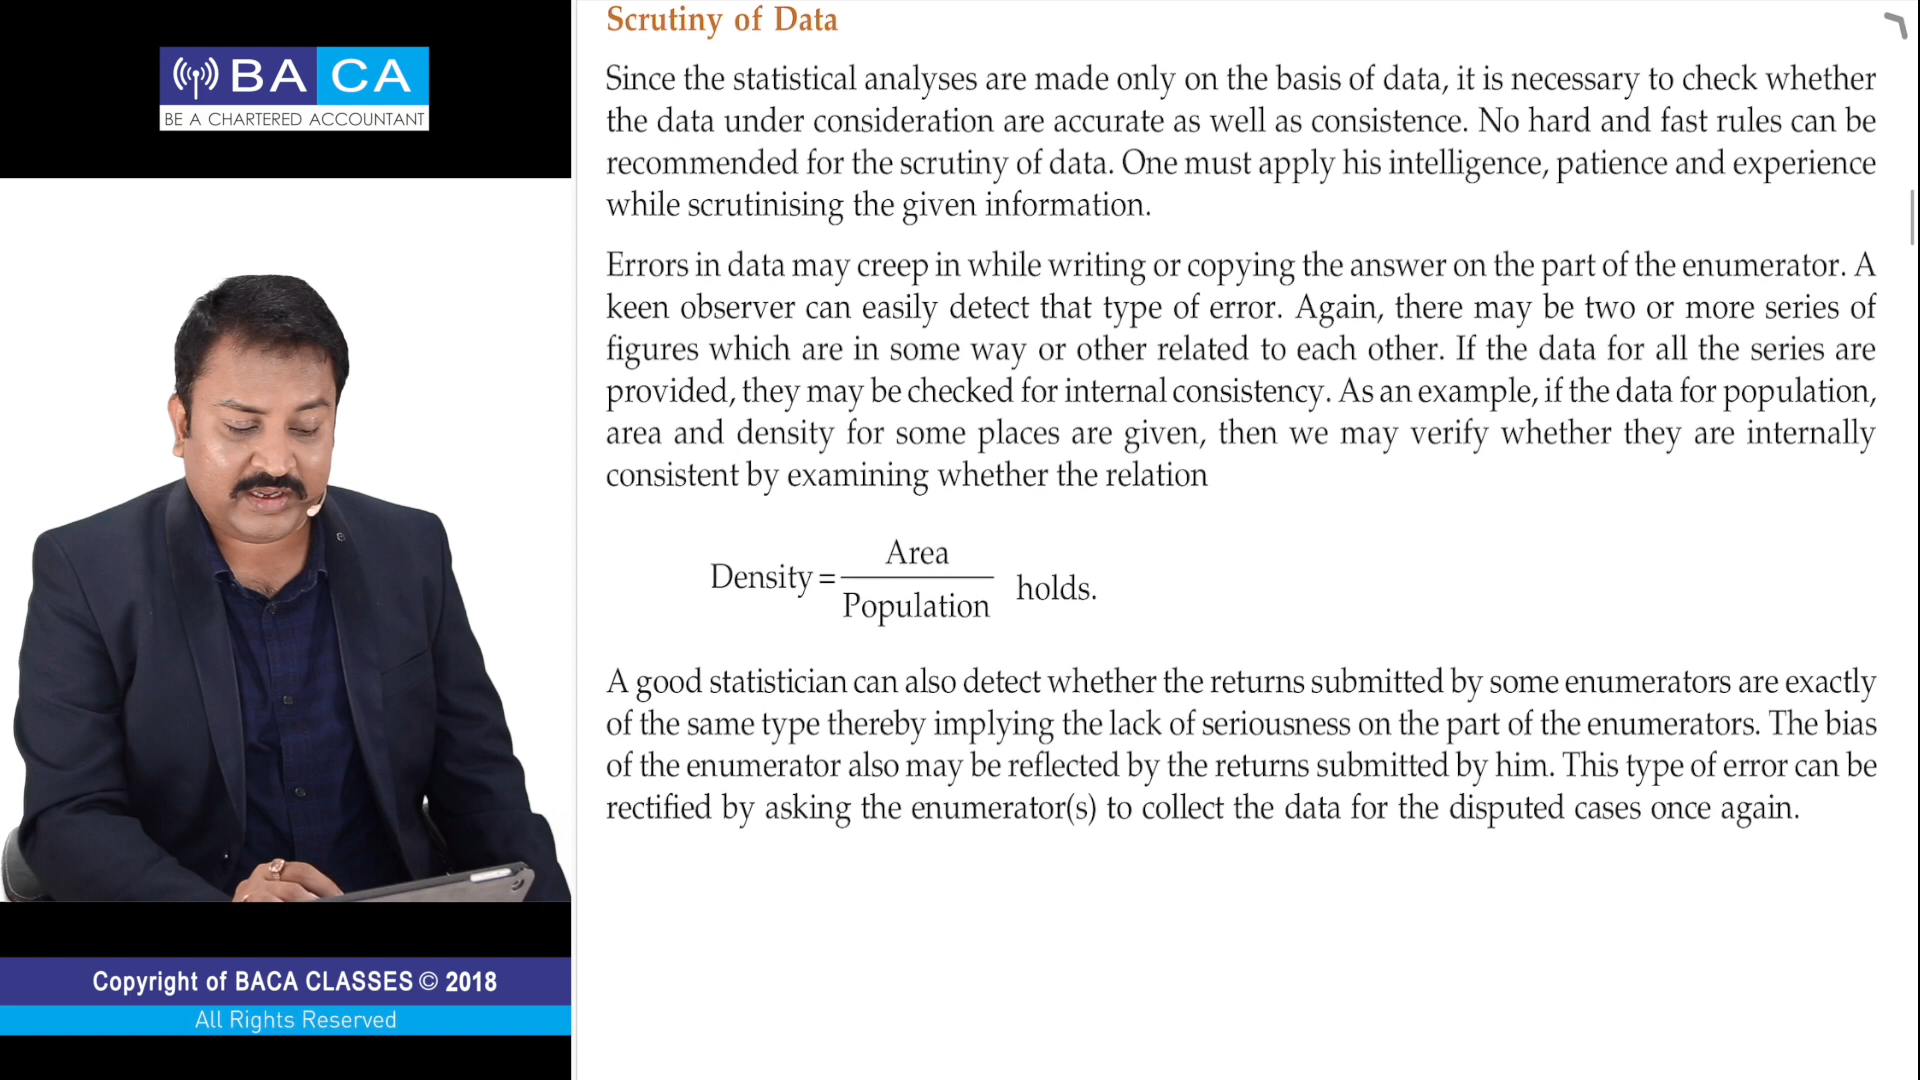 BA CA
BE A CHARTERED ACCOUNTANT
Scrutiny of Data
Since the statistical analyses are made only on the basis of data, it is necessary to check whether
the data under consideration are accurate as well as consistence. No hard and fast rules can be
recommended for the scrutiny of data. One must apply his intelligence, patience and experience
while scrutinising the given information.
Errors in data may creep in while writing or copying the answer on the part of the enumerator. A
keen observer can easily detect that type of error. Again, there may be two or more series of
figures which are in some way or other related to each other. If the data for all the series are
provided, they may be checked for internal consistency. As an example, if the data for population,
area and density for some places are given, then we may verify whether they are internally
consistent by examining whether the relation
Density = Area / Population holds.
A good statistician can also detect whether the returns submitted by some enumerators are exactly
of the same type thereby implying the lack of seriousness on the part of the enumerators. The bias
of the enumerator also may be reflected by the returns submitted by him. This type of error can be
rectified by asking the enumerator(s) to collect the data for the disputed cases once again.
Copyright of BACA CLASSES © 2018
All Rights Reserved